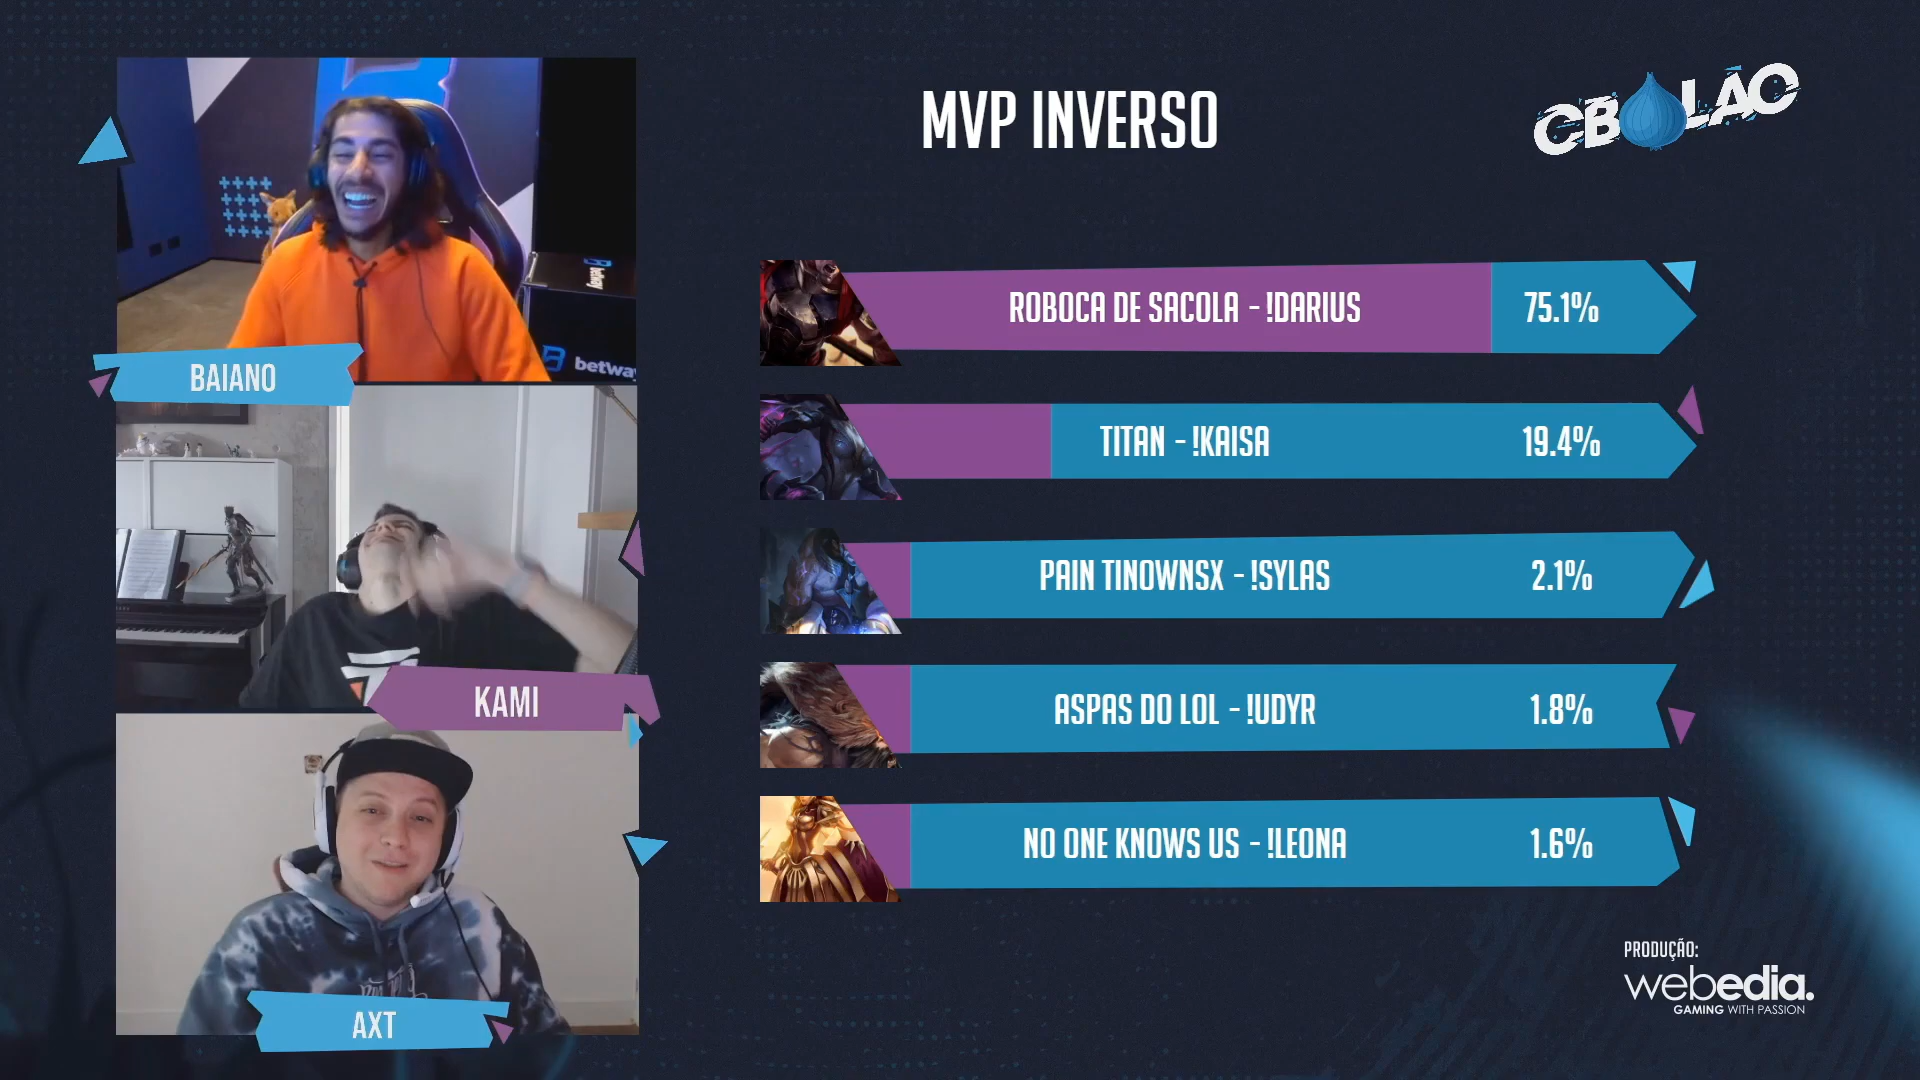 MVP INVERSO
CBOLÃO
ROBOCA DE SACOLA - !DARIUS 75.1%
TITAN - !KAISA 19.4%
PAIN TINOWNSX - !SYLAS 2.1%
ASPAS DO LOL - !UDYR 1.8%
NO ONE KNOWS US - !LEONA 1.6%
betway
BAIANO
KAMI
AXT
PRODUÇÃO:
webedia.
GAMING WITH PASSION